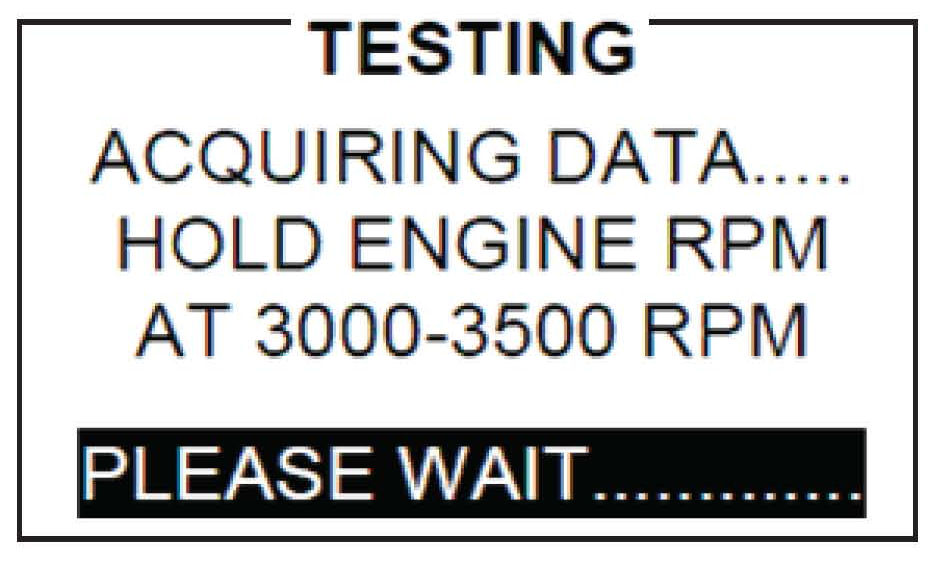 TESTING
ACQUIRING DATA.....
HOLD ENGINE RPM
AT 3000-3500 RPM
PLEASE WAIT.............